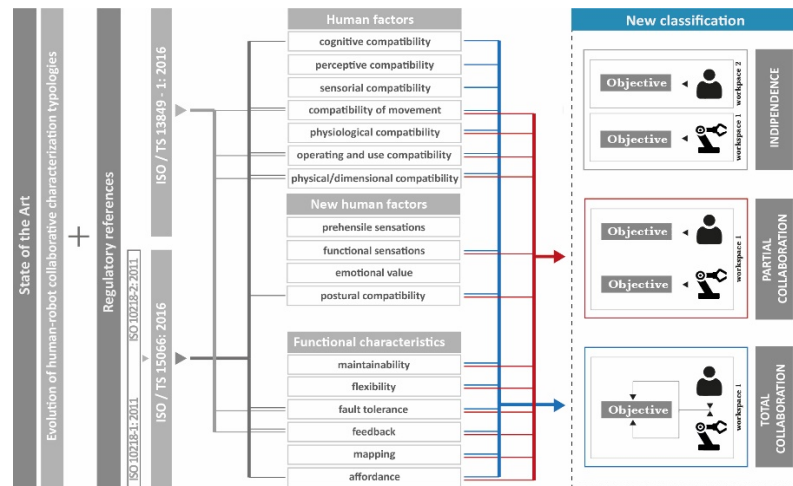 State of the Art
Evolution of human-robot collaborative characterization typologies
+
Regulatory references
ISO 10218-1: 2011
ISO 10218-2: 2011
ISO / TS 13849 - 1: 2016
ISO / TS 15066: 2016
Human factors
cognitive compatibility
perceptive compatibility
sensorial compatibility
compatibility of movement
physiological compatibility
operating and use compatibility
physical/dimensional compatibility
New human factors
prehensile sensations
functional sensations
emotional value
postural compatibility
Functional characteristics
maintainability
flexibility
fault tolerance
feedback
mapping
affordance
New classification
Objective
workspace 2
Objective
workspace 1
INDIPENDENCE
Objective
Objective
workspace 1
PARTIAL
COLLABORATION
Objective
workspace 1
TOTAL
COLLABORATION